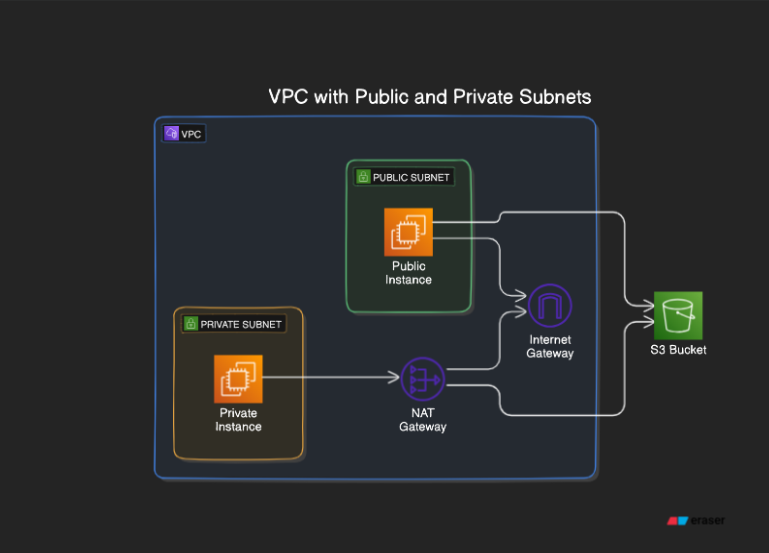 VPC with Public and Private Subnets
VPC
PUBLIC SUBNET
Public
Instance
PRIVATE SUBNET
Private
Instance
NAT
Gateway
Internet
Gateway
S3 Bucket
eraser